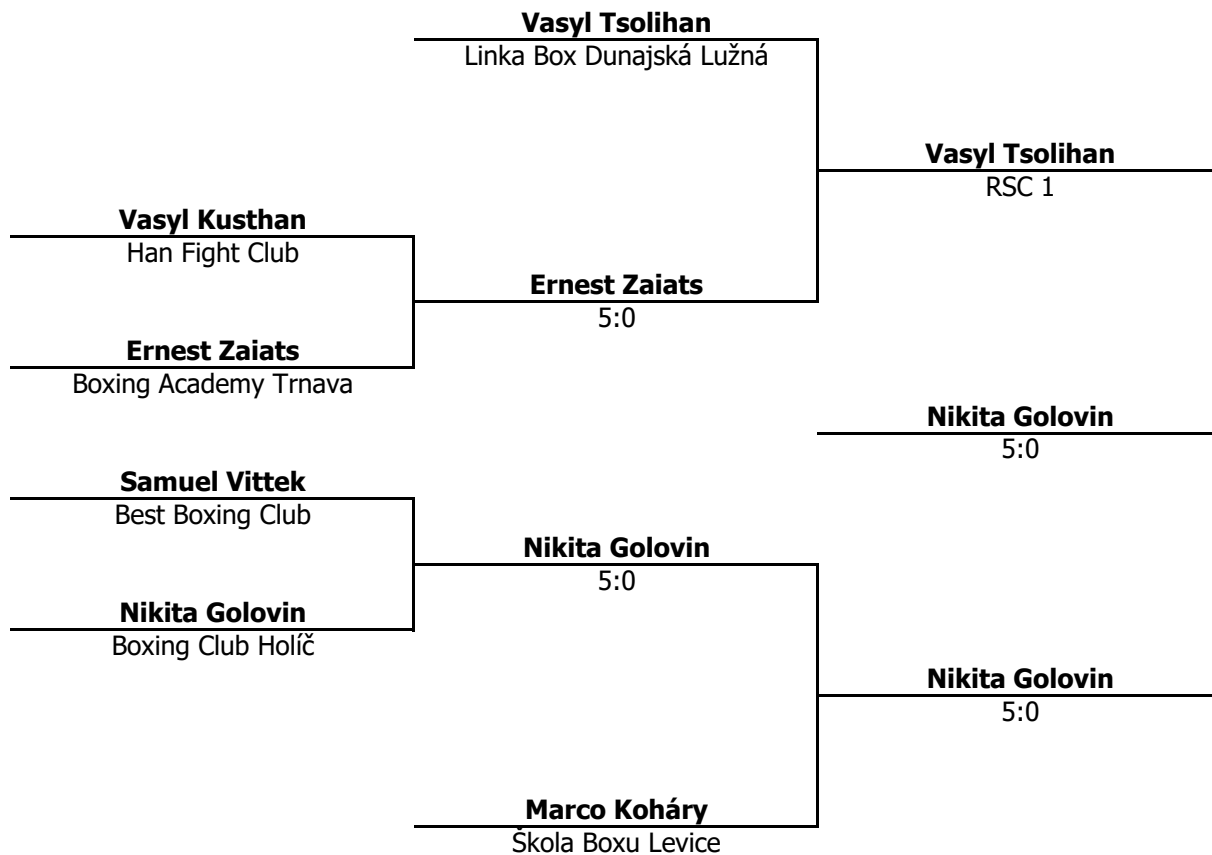 Vasyl Tsolihan
Linka Box Dunajská Lužná
Vasyl Tsolihan
RSC 1
Vasyl Kusthan
Han Fight Club
Ernest Zaiats
5:0
Ernest Zaiats
Boxing Academy Trnava
Nikita Golovin
5:0
Samuel Vittek
Best Boxing Club
Nikita Golovin
5:0
Nikita Golovin
Boxing Club Holíč
Nikita Golovin
5:0
Marco Koháry
Škola Boxu Levice